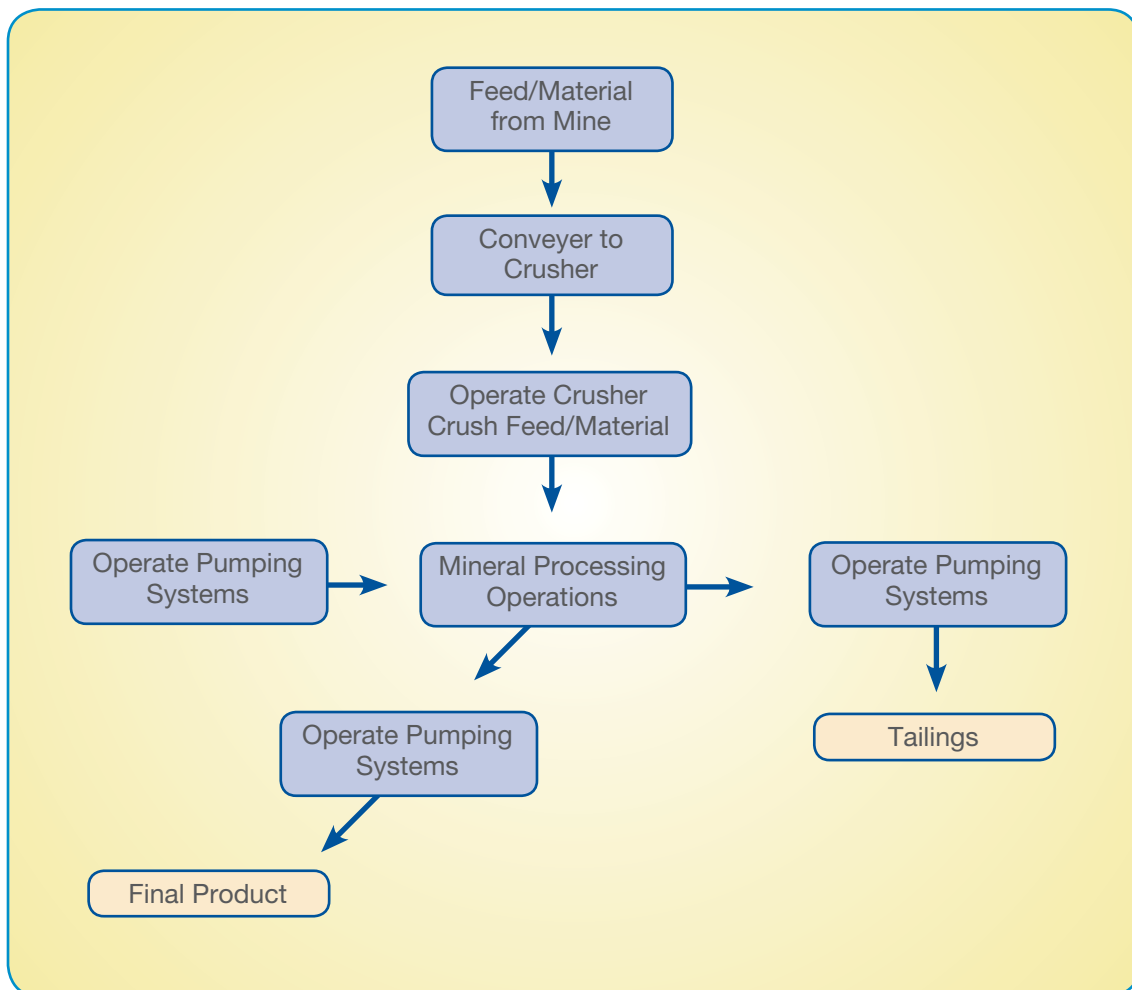 Feed/Material
from Mine
Conveyer to
Crusher
Operate Crusher
Crush Feed/Material
Operate Pumping
Systems
Mineral Processing
Operations
Operate Pumping
Systems
Operate Pumping
Systems
Tailings
Final Product